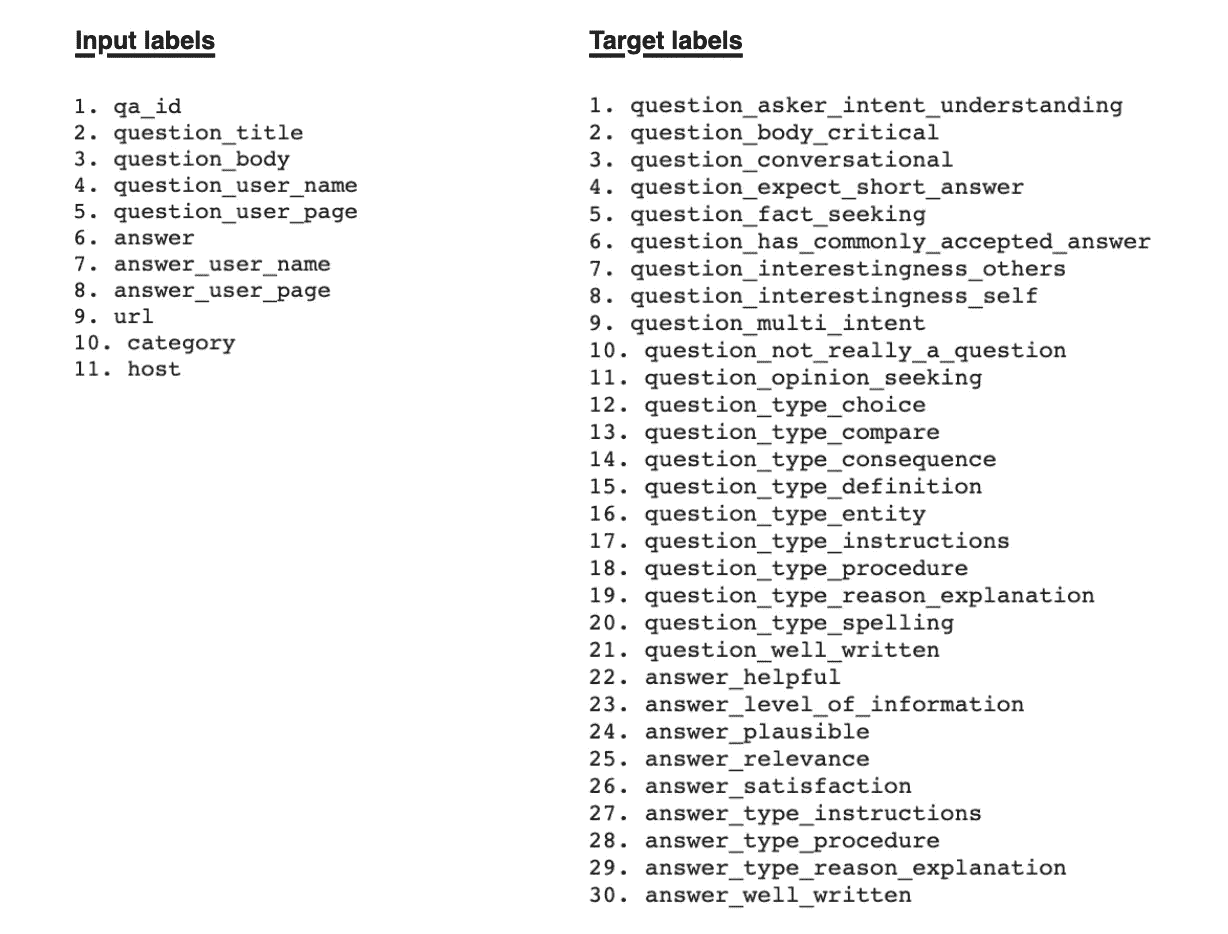 Input labels
1. qa_id
2. question_title
3. question_body
4. question_user_name
5. question_user_page
6. answer
7. answer_user_name
8. answer_user_page
9. url
10. category
11. host
Target labels
1. question_asker_intent_understanding
2. question_body_critical
3. question_conversational
4. question_expect_short_answer
5. question_fact_seeking
6. question_has_commonly_accepted_answer
7. question_interestingness_others
8. question_interestingness_self
9. question_multi_intent
10. question_not_really_a_question
11. question_opinion_seeking
12. question_type_choice
13. question_type_compare
14. question_type_consequence
15. question_type_definition
16. question_type_entity
17. question_type_instructions
18. question_type_procedure
19. question_type_reason_explanation
20. question_type_spelling
21. question_well_written
22. answer_helpful
23. answer_level_of_information
24. answer_plausible
25. answer_relevance
26. answer_satisfaction
27. answer_type_instructions
28. answer_type_procedure
29. answer_type_reason_explanation
30. answer_well_written